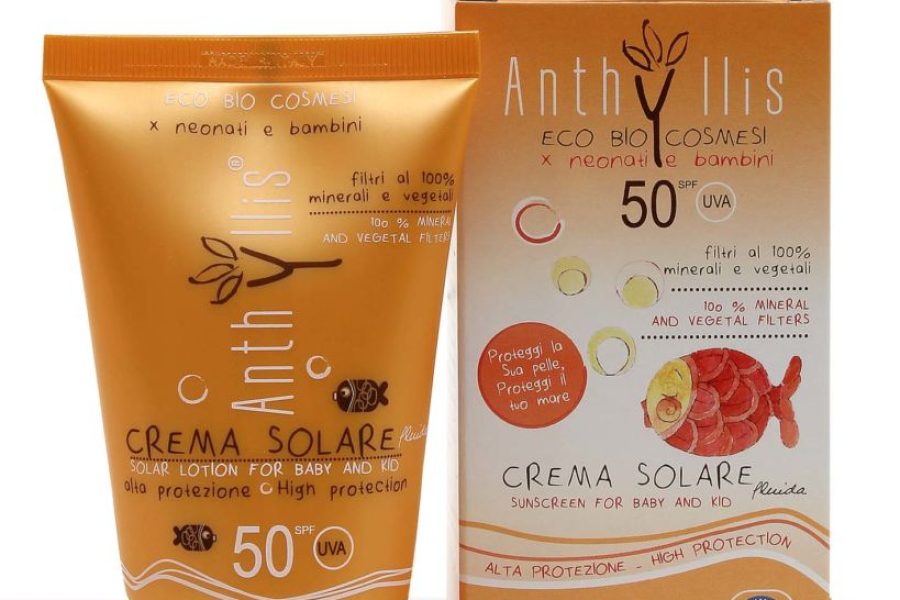 ECO BIO COSMESI
x neonati e bambini
Anthyllis®
filtri al 100%
minerali e vegetali
100 % MINERAL
AND VEGETAL FILTERS
CREMA SOLARE fluida
SOLAR LOTION FOR BABY AND KID
alta protezione High protection
50 SPF UVA
Anthyllis
ECO BIO COSMESI
x neonati e bambini
50 SPF UVA
filtri al 100%
minerali e vegetali
100 % MINERAL
AND VEGETAL FILTERS
Proteggi la
Sua pelle,
Proteggi il
tuo mare
CREMA SOLARE
fluida
SUNSCREEN FOR BABY AND KID
ALTA PROTEZIONE - HIGH PROTECTION